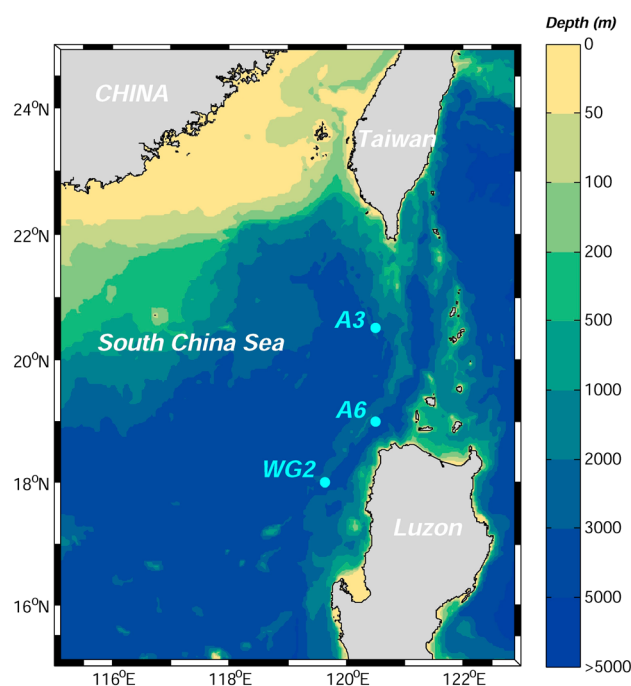 Depth (m)
0
50
100
200
500
1000
2000
3000
5000
>5000
CHINA
Taiwan
A3
South China Sea
A6
WG2
Luzon
24°N
22°N
20°N
18°N
16°N
116°E
118°E
120°E
122°E